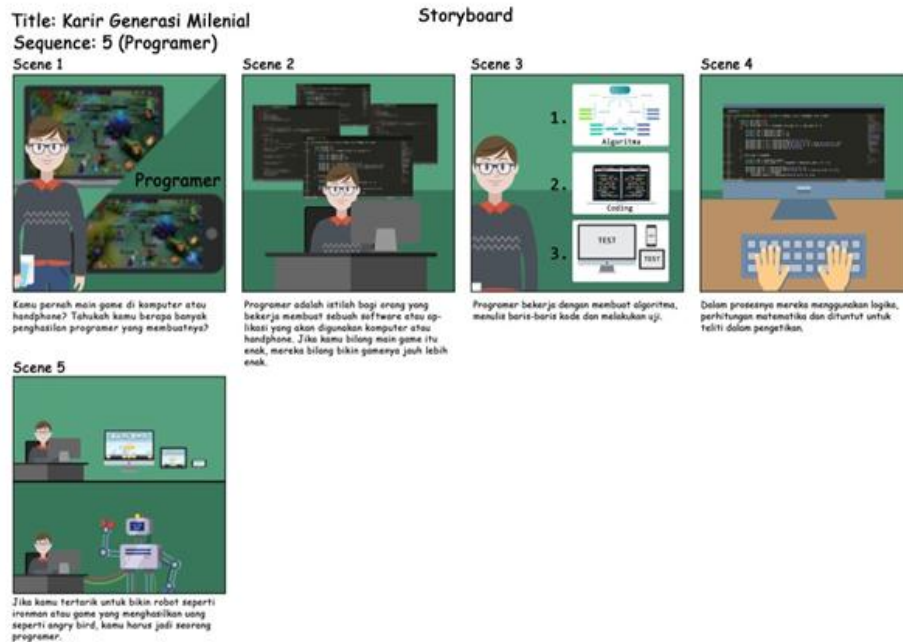 Storyboard
Title: Karir Generasi Milenial
Sequence: 5 (Programer)
Scene 1
Programer
Kamu pernah main game di komputer atau
handphone? Tahukah kamu berapa banyak
penghasilan programer yang membuatnya?
Scene 2
Programer adalah istilah bagi orang yang
bekerja membuat sebuah software atau ap-
likasi yang akan digunakan komputer atau
handphone. Jika kamu bilang main game itu
enak, mereka bilang bikin gamenya jauh lebih
enak.
Scene 3
1.
Algoritma
2.
Coding
3.
TEST
TEST
Programer bekerja dengan membuat algoritma,
menulis baris-baris kode dan melakukan uji.
Scene 4
Dalam prosesnya mereka menggunakan logika,
perhitungan matematika dan dituntut untuk
teliti dalam pengetikan.
Scene 5
Jika kamu tertarik untuk bikin robot seperti
ironman atau game yang menghasilkan uang
seperti angry bird, kamu harus jadi seorang
programer.